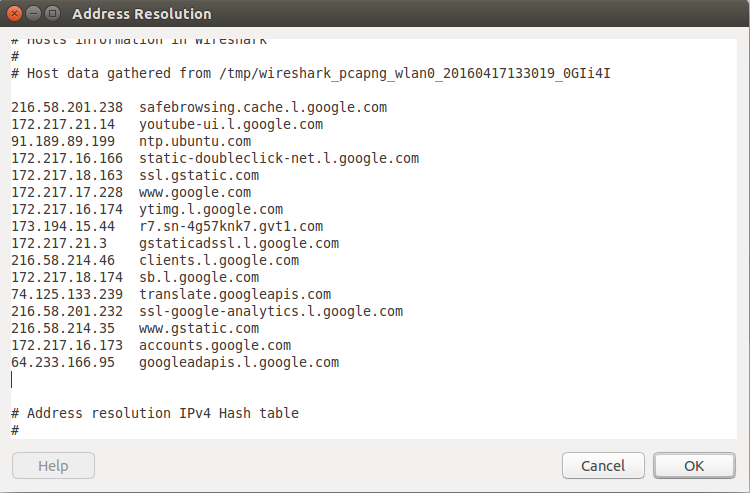 Address Resolution
# Hosts information in Wireshark
#
# Host data gathered from /tmp/wireshark_pcapng_wlan0_20160417133019_0GIi4I
216.58.201.238 safebrowsing.cache.l.google.com
172.217.21.14 youtube-ui.l.google.com
91.189.89.199 ntp.ubuntu.com
172.217.16.166 static-doubleclick-net.l.google.com
172.217.18.163 ssl.gstatic.com
172.217.17.228 www.google.com
172.217.16.174 ytimg.l.google.com
173.194.15.44 r7.sn-4g57knk7.gvt1.com
172.217.21.3 gstaticadssl.l.google.com
216.58.214.46 clients.l.google.com
172.217.18.174 sb.l.google.com
74.125.133.239 translate.googleapis.com
216.58.201.232 ssl-google-analytics.l.google.com
216.58.214.35 www.gstatic.com
172.217.16.173 accounts.google.com
64.233.166.95 googleadapis.l.google.com
# Address resolution IPv4 Hash table
#
Help Cancel OK